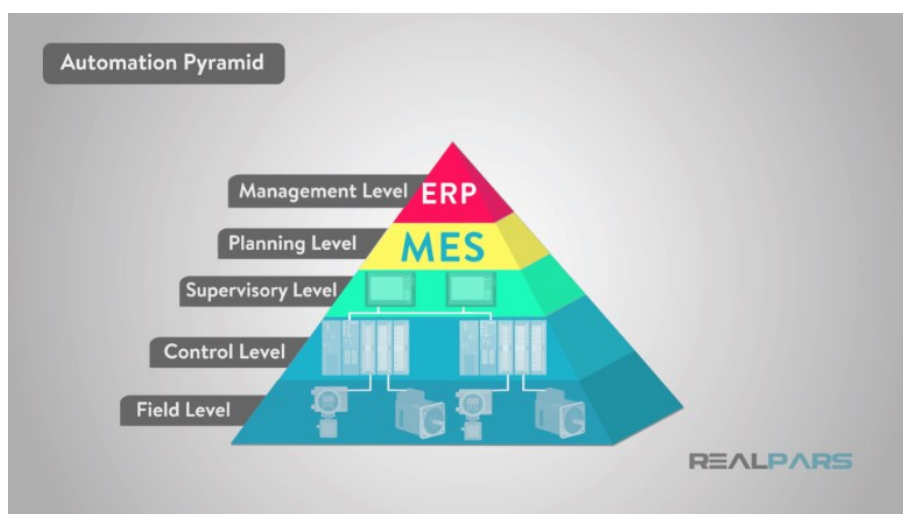 Automation Pyramid
Management Level
ERP
Planning Level
MES
Supervisory Level
Control Level
Field Level
REALPARS